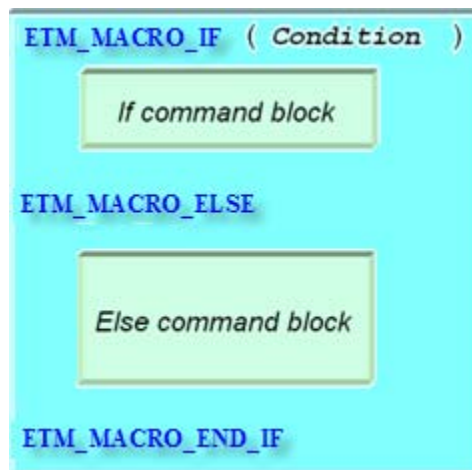 ETM_MACRO_IF ( Condition )
If command block
ETM_MACRO_ELSE
Else command block
ETM_MACRO_END_IF